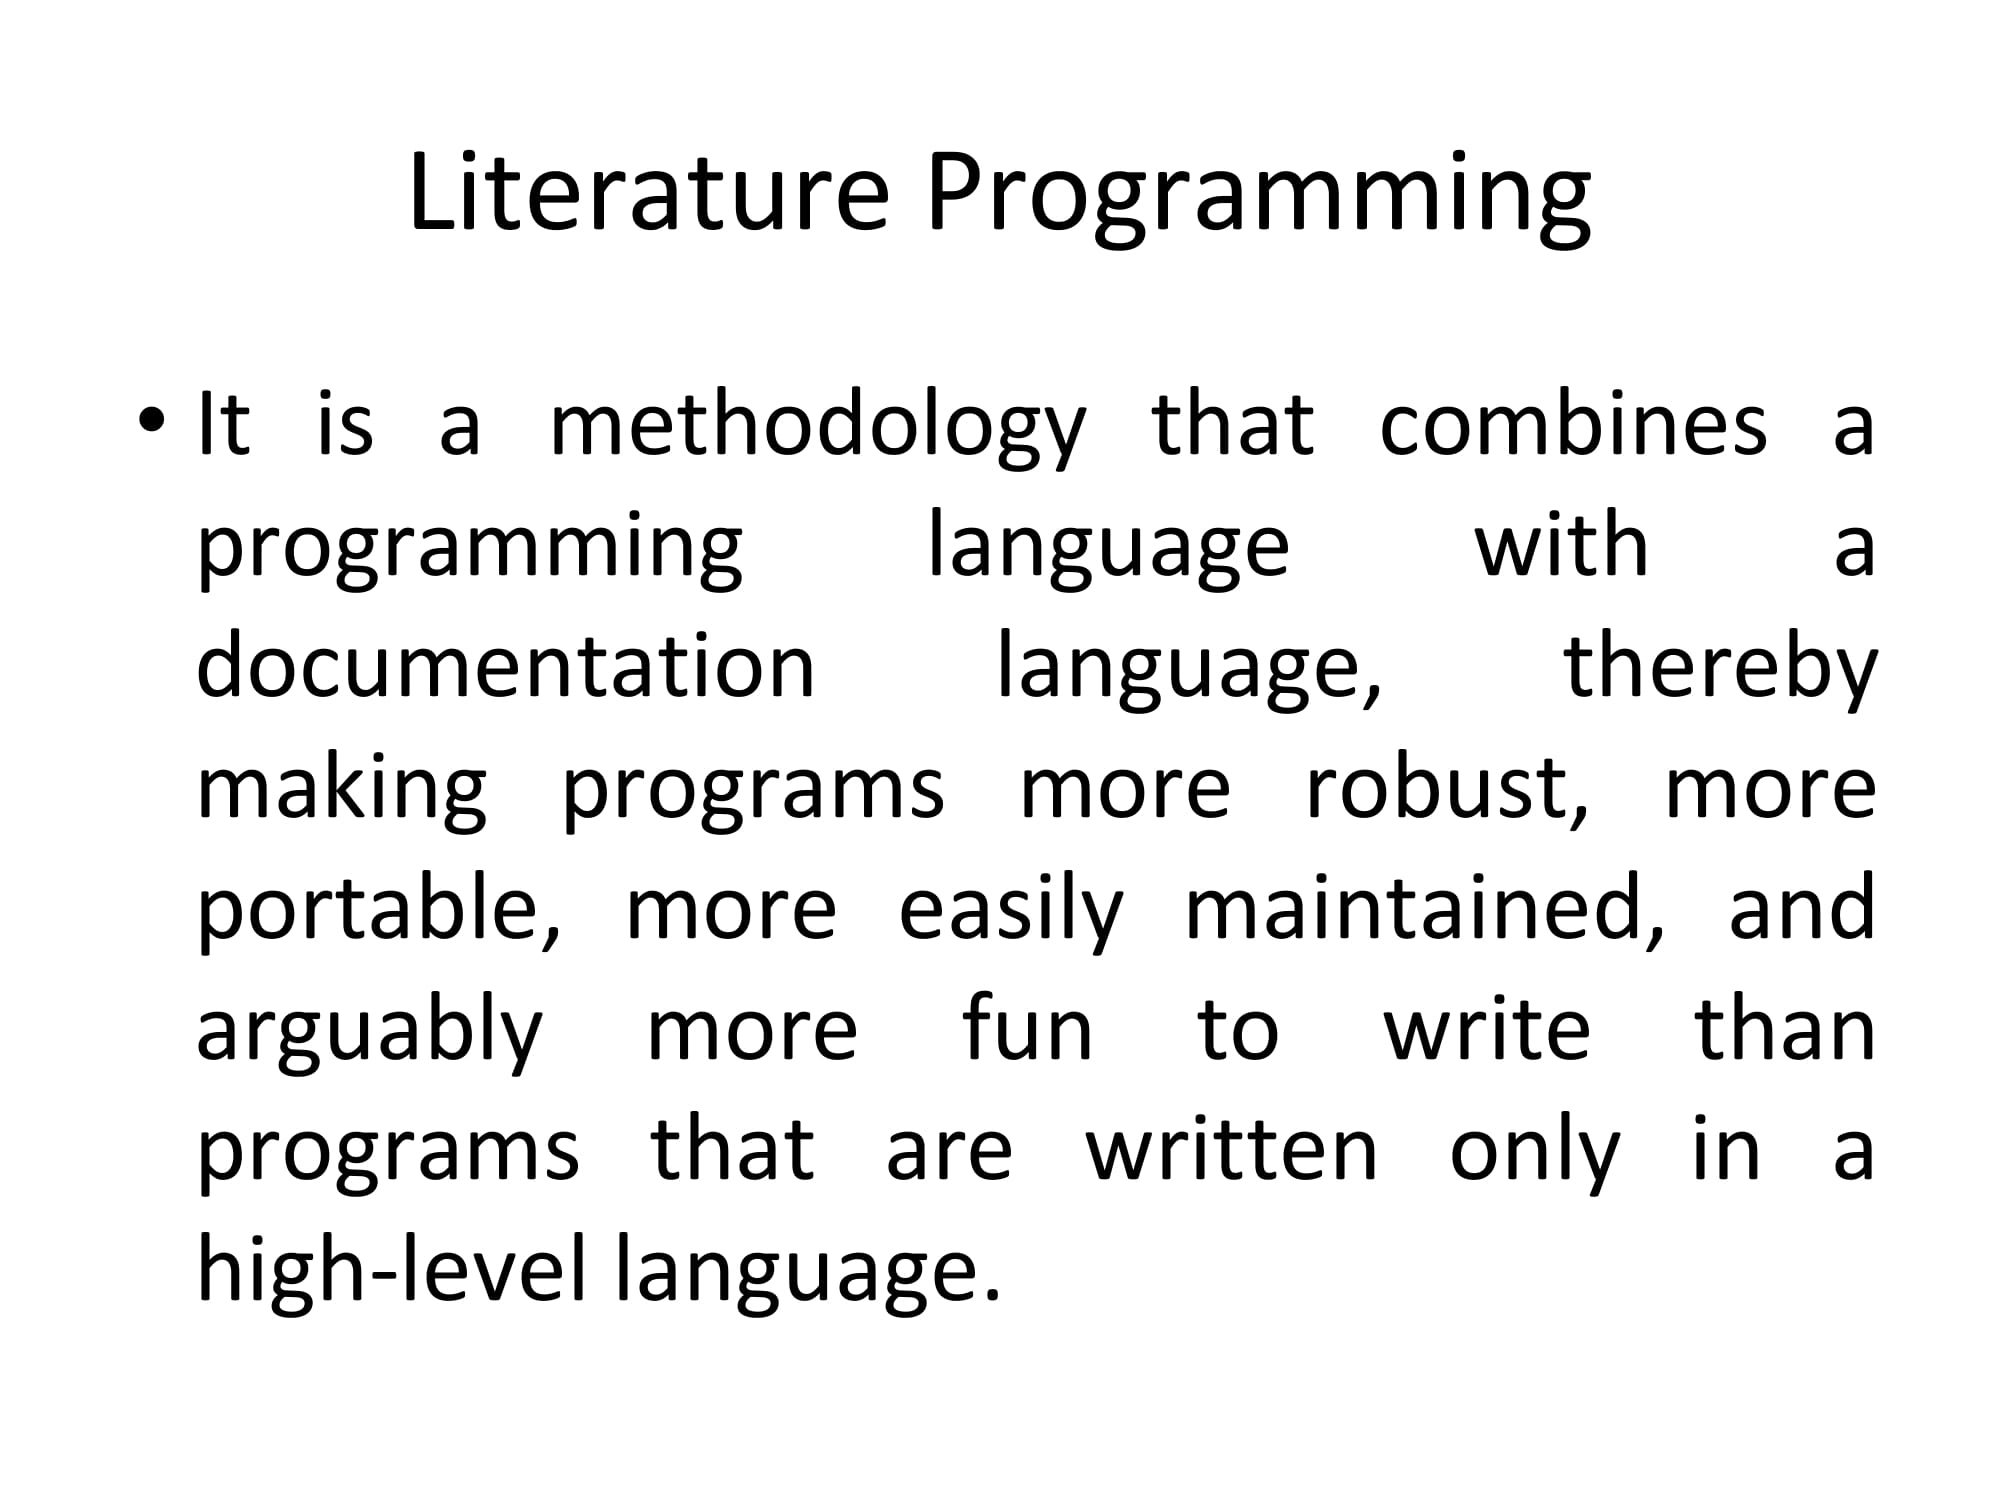 Literature Programming
• It is a methodology that combines a
programming language with a
documentation language, thereby
making programs more robust, more
portable, more easily maintained, and
arguably more fun to write than
programs that are written only in a
high-level language.